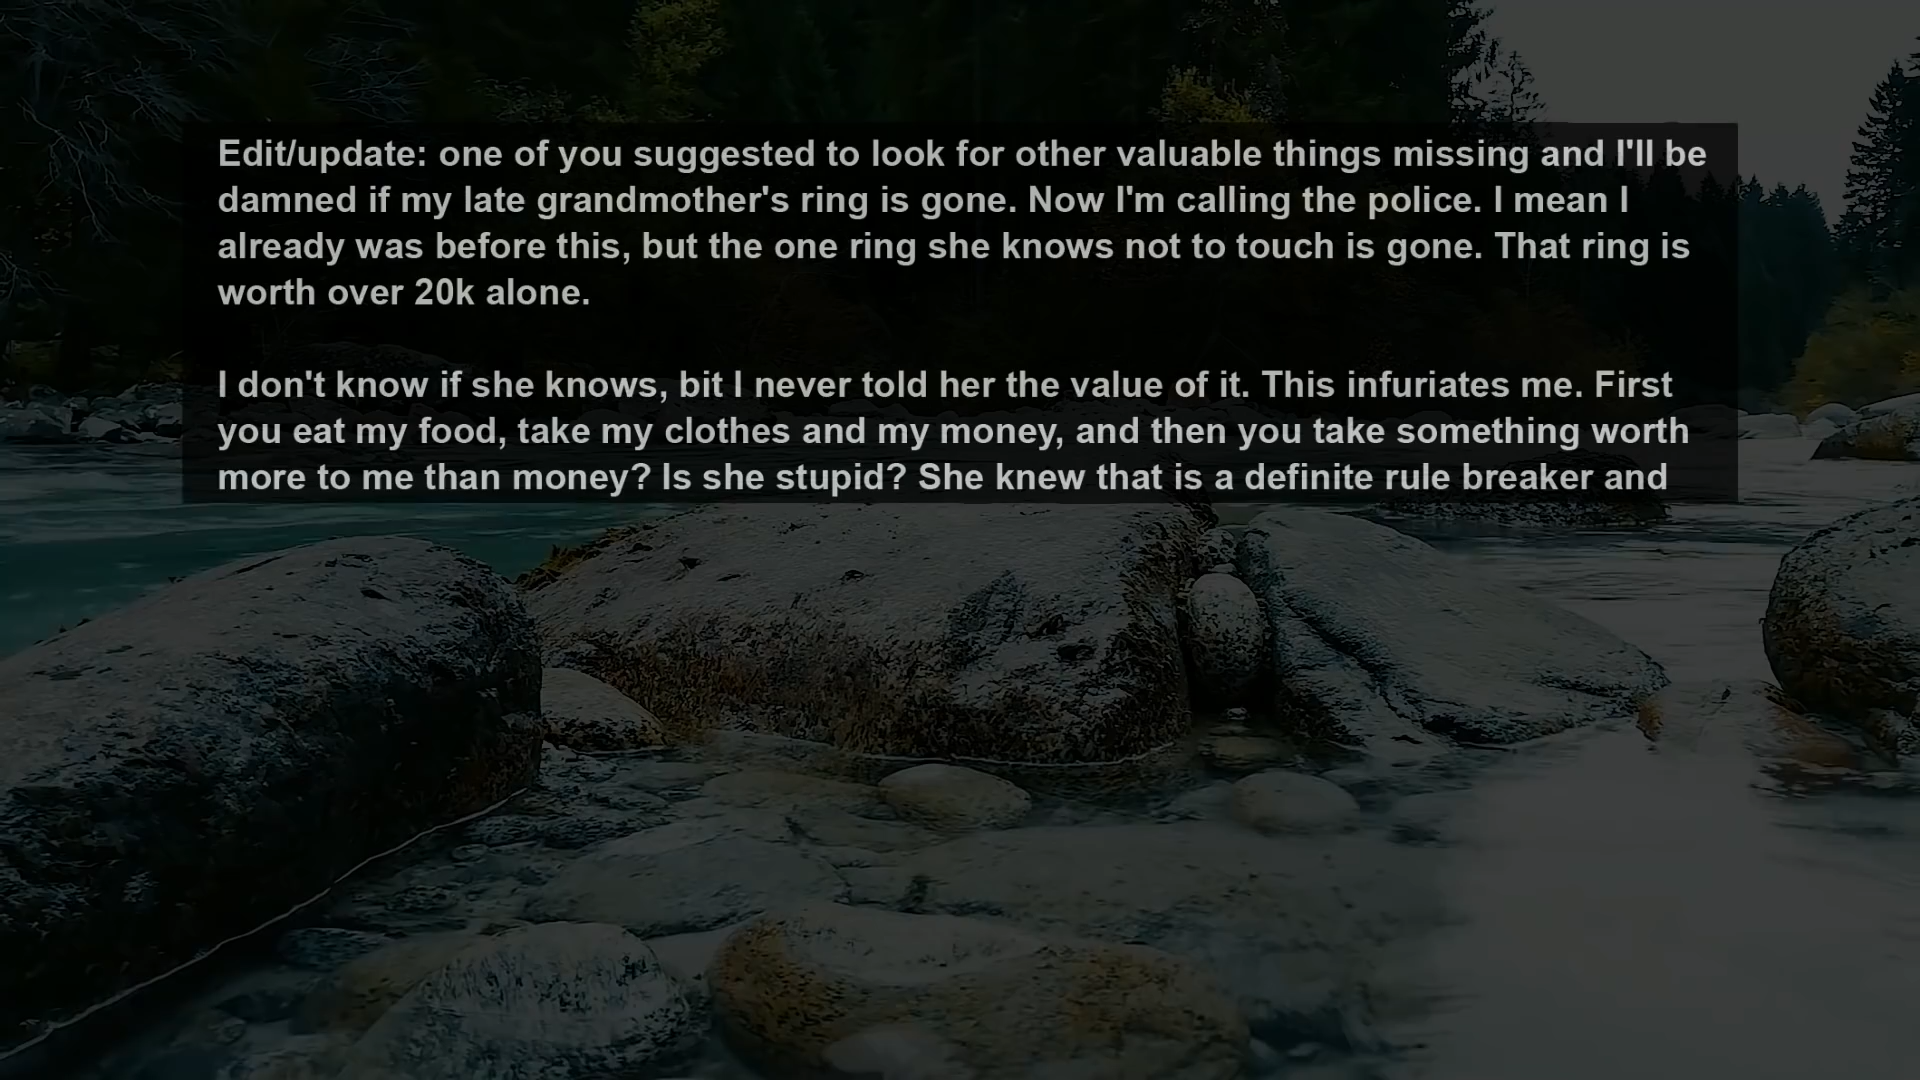 Edit/update: one of you suggested to look for other valuable things missing and I'll be
damned if my late grandmother's ring is gone. Now I'm calling the police. I mean I
already was before this, but the one ring she knows not to touch is gone. That ring is
worth over 20k alone.
I don't know if she knows, bit I never told her the value of it. This infuriates me. First
you eat my food, take my clothes and my money, and then you take something worth
more to me than money? Is she stupid? She knew that is a definite rule breaker and